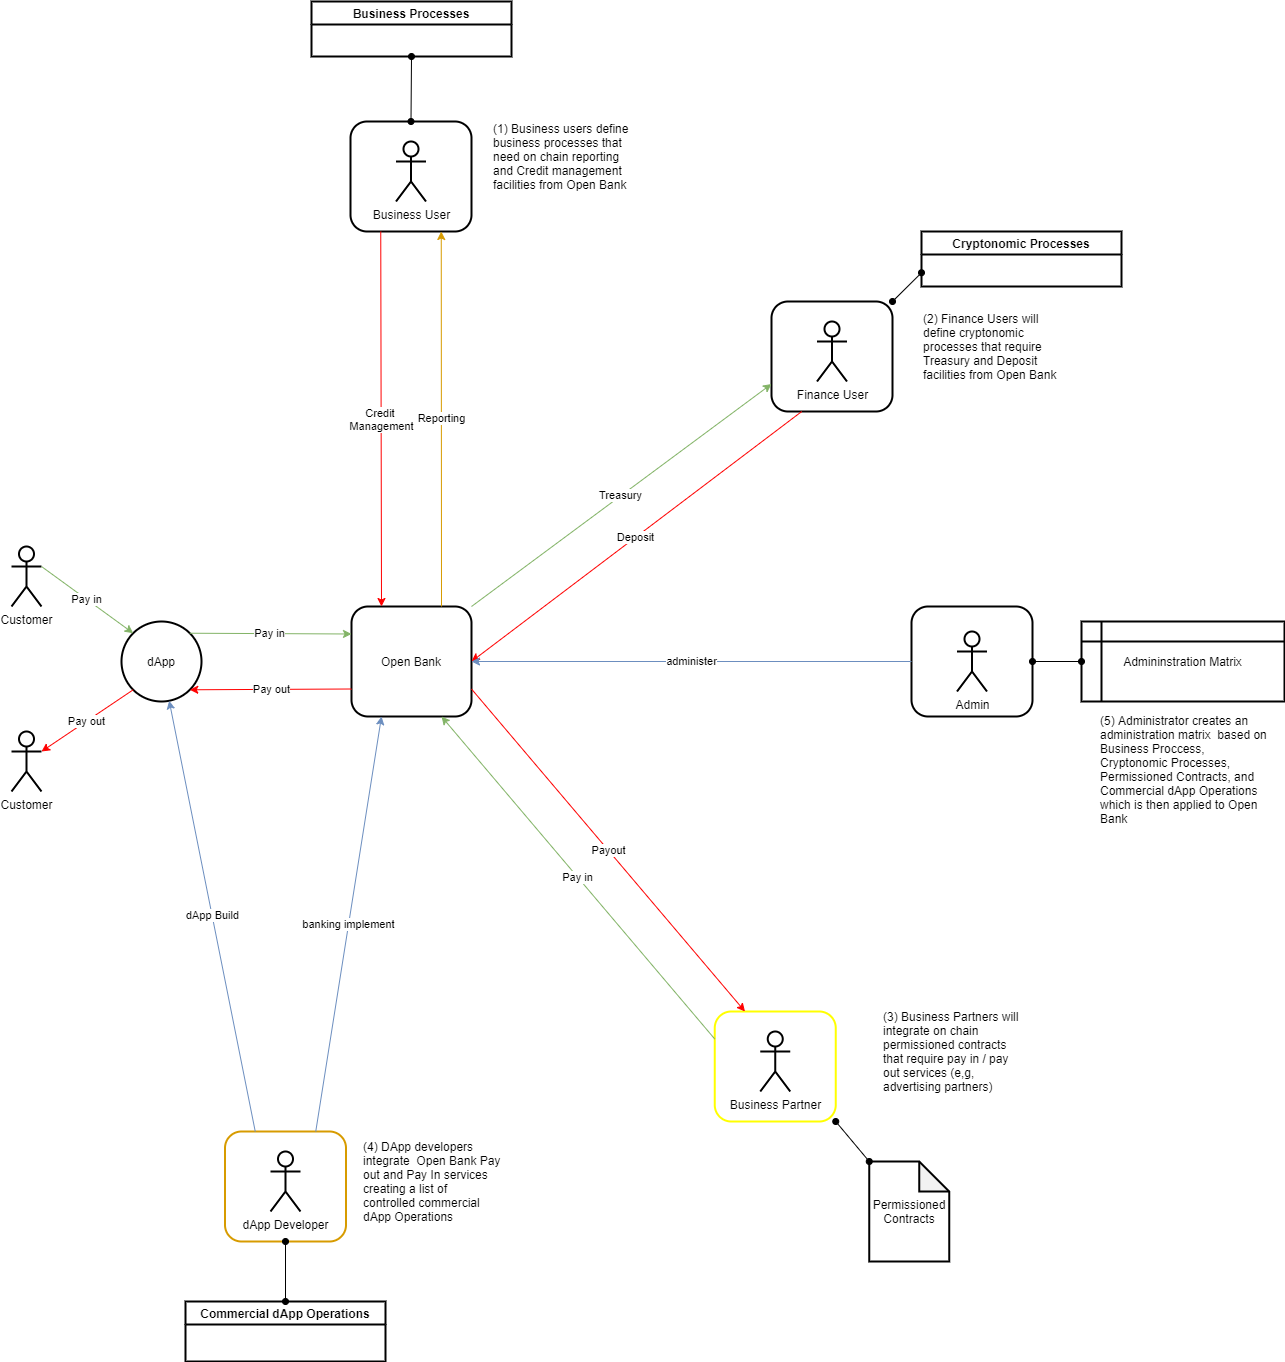 Business Processes
(1) Business users define
business processes that
need on chain reporting
and Credit management
facilities from Open Bank
Business User
Cryptonomic Processes
(2) Finance Users will
define cryptonomic
processes that require
Treasury and Deposit
facilities from Open Bank
Finance User
Credit
Management
Reporting
Treasury
Deposit
Customer
Pay in
Pay in
dApp
Open Bank
administer
Admin
Admininstration Matrix
Pay out
Pay out
Customer
(5) Administrator creates an
administration matrix  based on
Business Proccess,
Cryptonomic Processes,
Permissioned Contracts, and
Commercial dApp Operations
which is then applied to Open
Bank
Payout
Pay in
dApp Build
banking implement
(3) Business Partners will
integrate on chain
permissioned contracts
that require pay in / pay
out services (e,g,
advertising partners)
Business Partner
(4) DApp developers
integrate  Open Bank Pay
out and Pay In services
creating a list of
controlled commercial
dApp Operations
dApp Developer
Permissioned
Contracts
Commercial dApp Operations